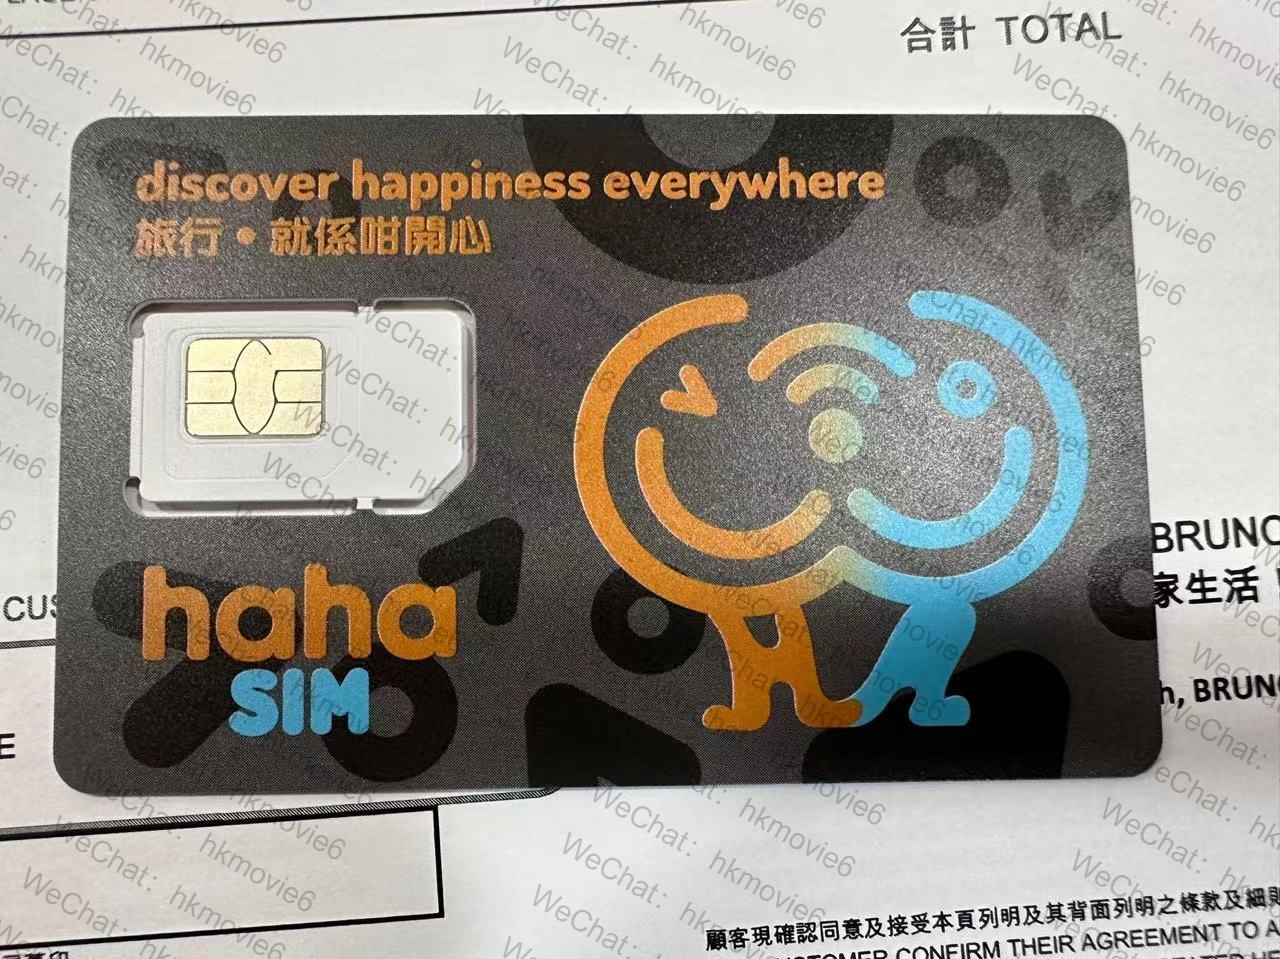 合計 TOTAL
discover happiness everywhere
旅行•就係咁開心
haha
SIM
BRUNO
家生活
CUS
h, BRUNO
E
顧客現確認同意及接受本頁列明及其背面列明之條款及細則
CUSTOMER CONFIRM THEIR AGREEMENT TO A
WeChat: hkmovie6